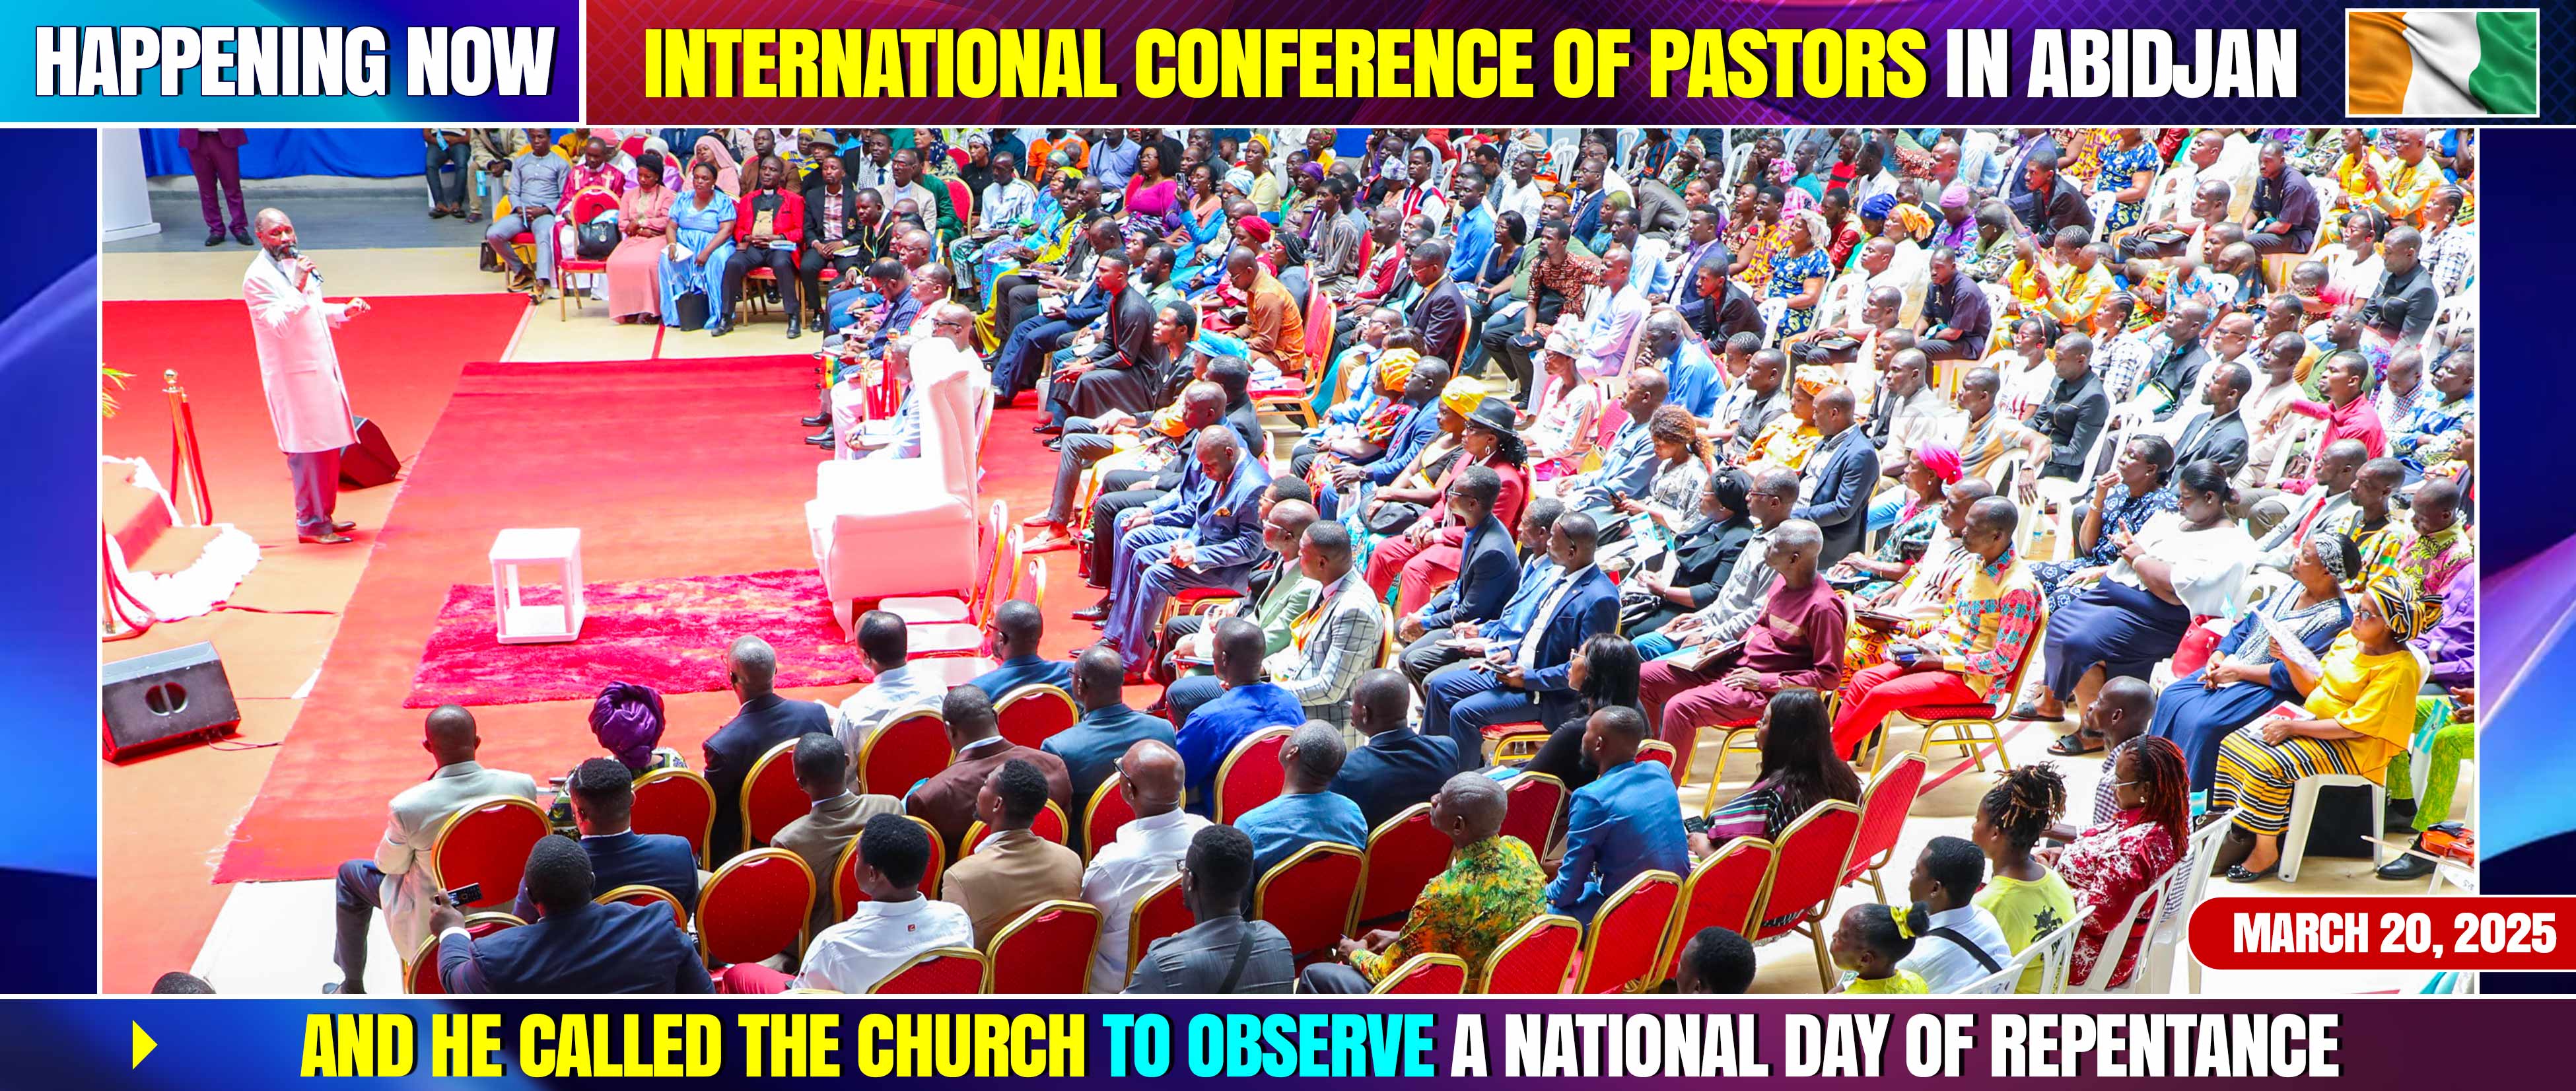 HAPPENING NOW
INTERNATIONAL CONFERENCE OF PASTORS IN ABIDJAN
MARCH 20, 2025
AND HE CALLED THE CHURCH TO OBSERVE A NATIONAL DAY OF REPENTANCE